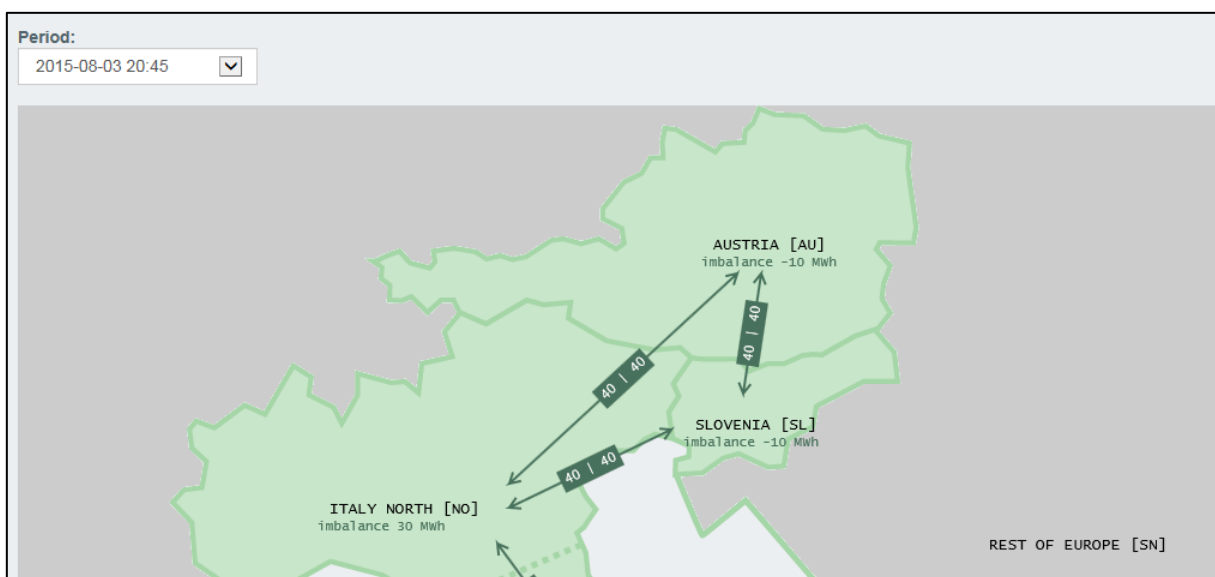 Period:
2015-08-03 20:45
AUSTRIA [AU]
imbalance -10 MWh
40 | 40
40 | 40
SLOVENIA [SL]
imbalance -10 MWh
40 | 40
ITALY NORTH [NO]
imbalance 30 MWh
REST OF EUROPE [SN]